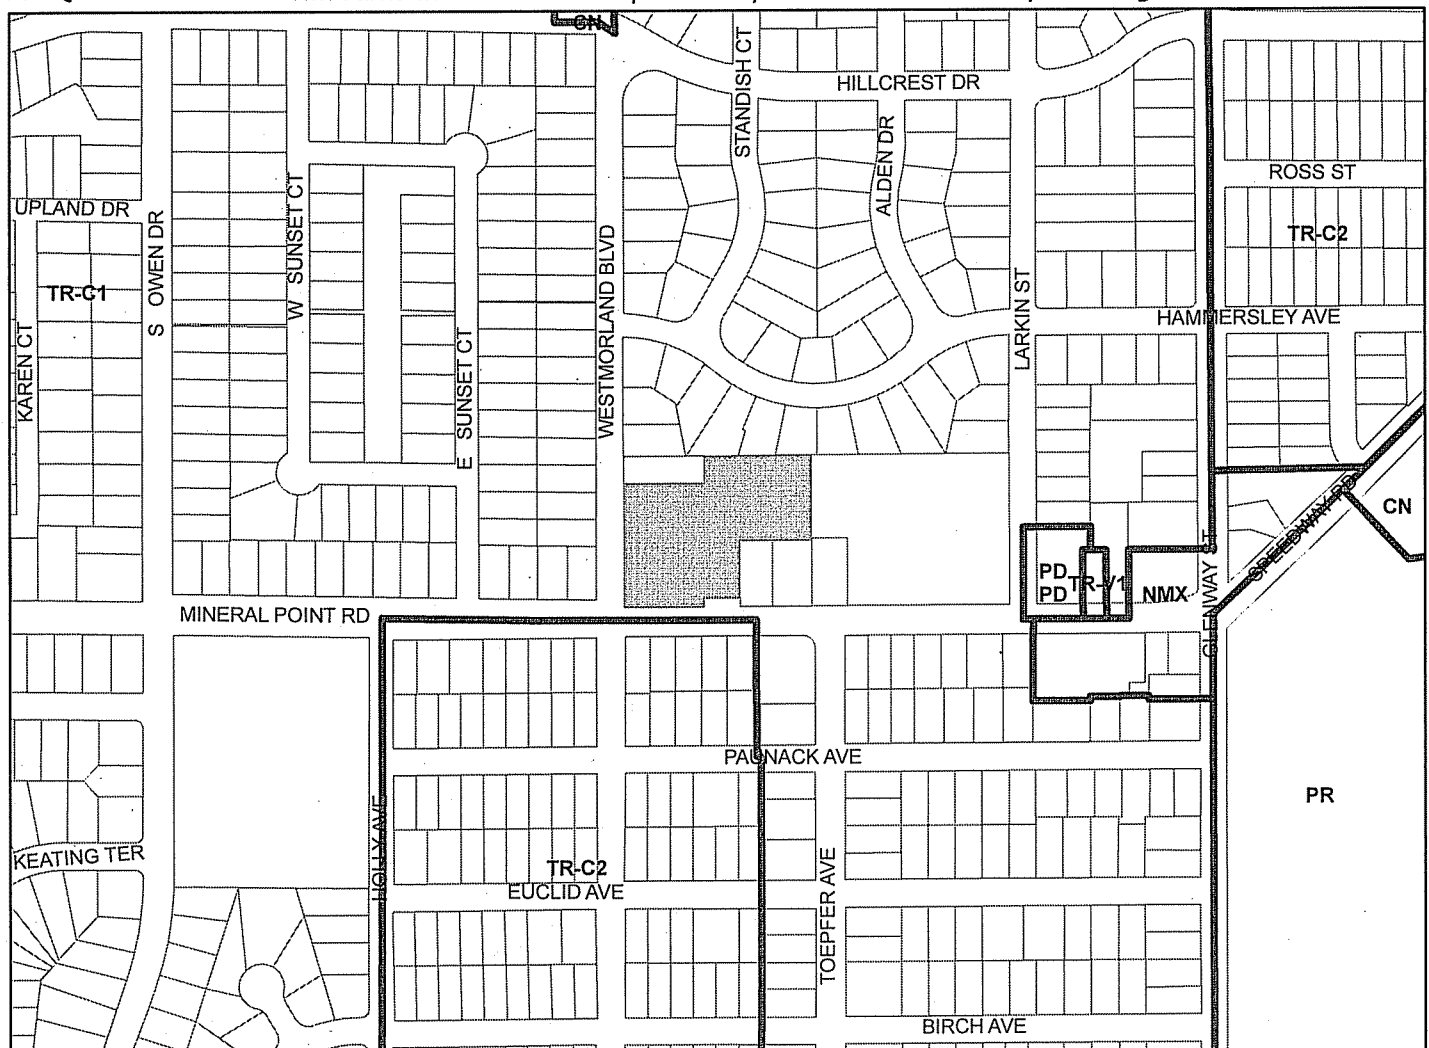 CN
STANDISH CT
HILLCREST DR
ALDEN DR
ROSS ST
UPLAND DR
S OWEN DR
W SUNSET CT
TR-C2
TR-C1
WESTMORLAND BLVD
LARKIN ST
HAMMERSLEY AVE
KAREN CT
E SUNSET CT
SPEEDWAY RD
CN
PD
PD
TR-V1
NMX
GLENWAY ST
MINERAL POINT RD
PAUNACK AVE
PR
HOLLY AVE
KEATING TER
TR-C2
EUCLID AVE
TOEPFER AVE
BIRCH AVE